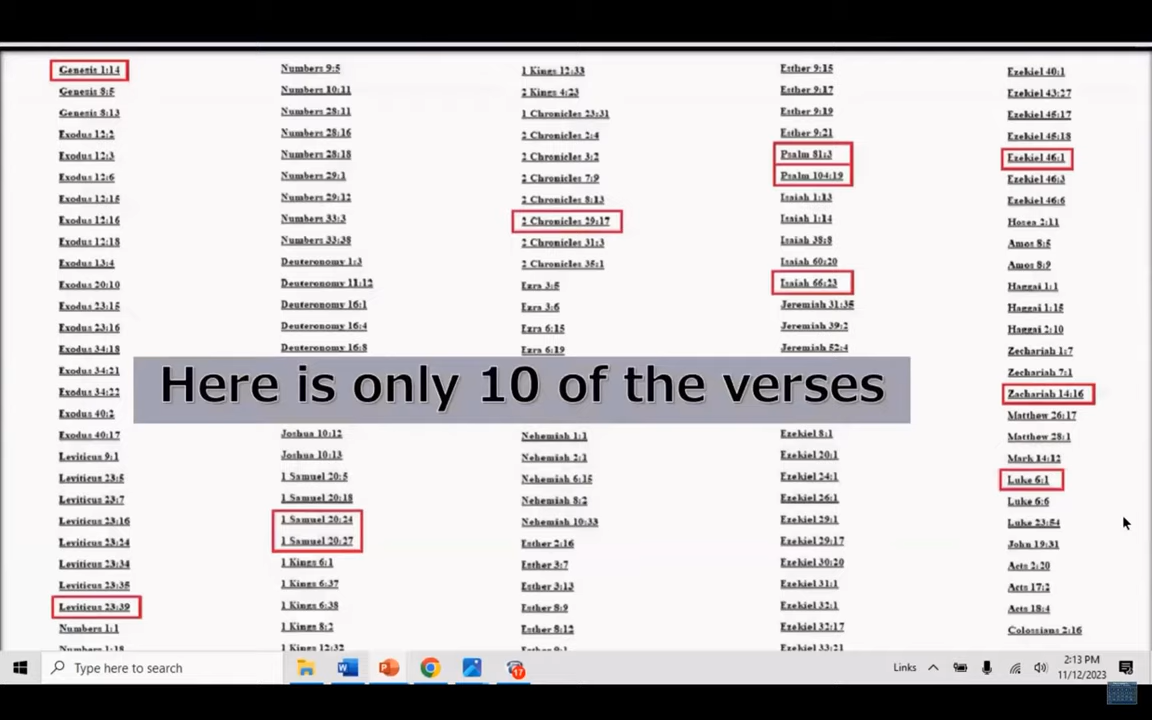 Genesis 1:14
Genesis 8:5
Genesis 8:13
Exodus 12:2
Exodus 12:3
Exodus 12:6
Exodus 12:15
Exodus 12:16
Exodus 12:18
Exodus 13:4
Exodus 20:10
Exodus 23:15
Exodus 23:16
Exodus 34:18
Exodus 34:21
Exodus 34:22
Exodus 40:2
Exodus 40:17
Leviticus 9:1
Leviticus 23:5
Leviticus 23:7
Leviticus 23:16
Leviticus 23:24
Leviticus 23:34
Leviticus 23:35
Leviticus 23:39
Numbers 1:1
Numbers 1:18
Numbers 9:5
Numbers 10:11
Numbers 28:11
Numbers 28:16
Numbers 28:18
Numbers 29:1
Numbers 29:12
Numbers 33:3
Numbers 33:38
Deuteronomy 1:3
Deuteronomy 11:12
Deuteronomy 16:1
Deuteronomy 16:4
Deuteronomy 16:8
Joshua 10:12
Joshua 10:13
1 Samuel 20:5
1 Samuel 20:18
1 Samuel 20:24
1 Samuel 20:27
1 Kings 6:1
1 Kings 6:37
1 Kings 6:38
1 Kings 8:2
1 Kings 12:32
1 Kings 12:33
2 Kings 4:23
1 Chronicles 23:31
2 Chronicles 2:4
2 Chronicles 3:2
2 Chronicles 7:9
2 Chronicles 8:13
2 Chronicles 29:17
2 Chronicles 31:3
2 Chronicles 35:1
Ezra 3:5
Ezra 3:6
Ezra 6:15
Ezra 6:19
Nehemiah 1:1
Nehemiah 2:1
Nehemiah 6:15
Nehemiah 8:2
Nehemiah 10:33
Esther 2:16
Esther 3:7
Esther 3:13
Esther 8:9
Esther 8:12
Esther 9:1
Esther 9:15
Esther 9:17
Esther 9:19
Esther 9:21
Psalm 81:3
Psalm 104:19
Isaiah 1:13
Isaiah 1:14
Isaiah 38:8
Isaiah 60:20
Isaiah 66:23
Jeremiah 31:35
Jeremiah 39:2
Jeremiah 52:4
Ezekiel 8:1
Ezekiel 20:1
Ezekiel 24:1
Ezekiel 26:1
Ezekiel 29:1
Ezekiel 29:17
Ezekiel 30:20
Ezekiel 31:1
Ezekiel 32:1
Ezekiel 32:17
Ezekiel 33:21
Ezekiel 40:1
Ezekiel 43:27
Ezekiel 45:17
Ezekiel 45:18
Ezekiel 46:1
Ezekiel 46:3
Ezekiel 46:6
Hosea 2:11
Amos 8:5
Amos 8:9
Haggai 1:1
Haggai 1:15
Haggai 2:10
Zechariah 1:7
Zechariah 7:1
Zachariah 14:16
Matthew 26:17
Matthew 28:1
Mark 14:12
Luke 6:1
Luke 6:6
Luke 23:54
John 19:31
Acts 2:20
Acts 17:2
Acts 18:4
Colossians 2:16
Here is only 10 of the verses
Type here to search
17
Links
2:13 PM
11/12/2023